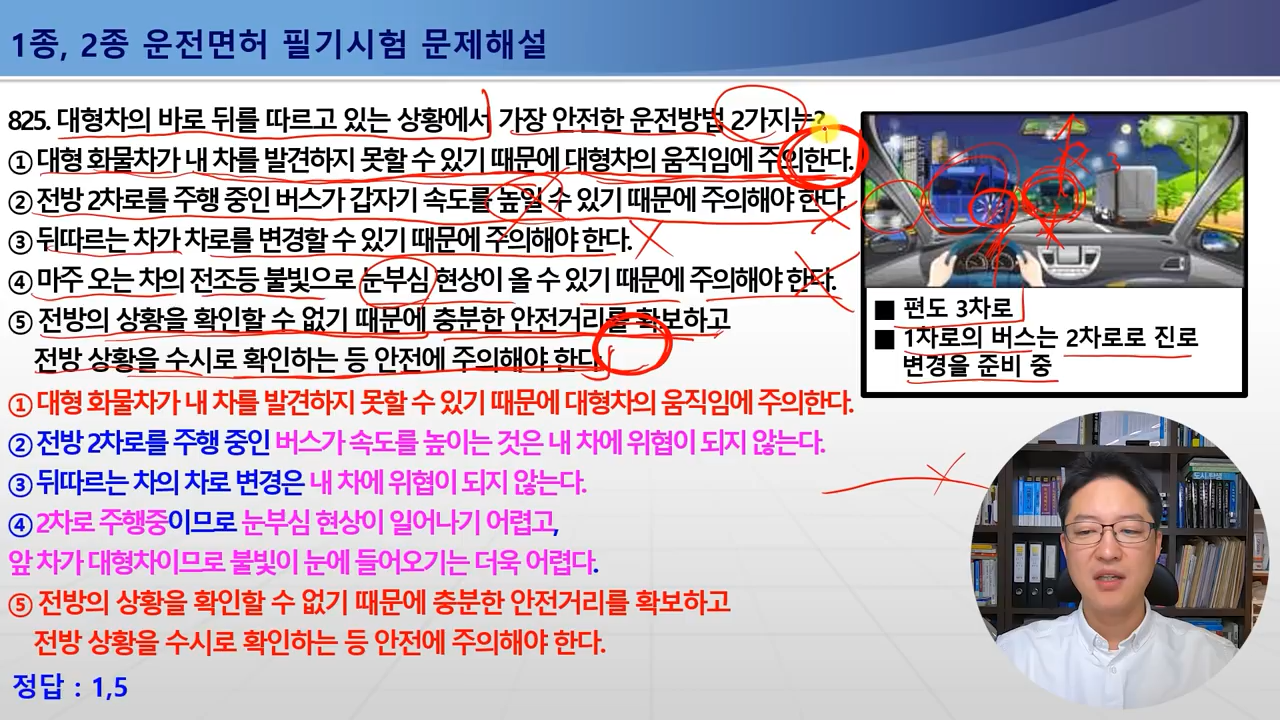 1종, 2종 운전면허 필기시험 문제해설
825. 대형차의 바로 뒤를 따르고 있는 상황에서 가장 안전한 운전방법 2가지는?
① 대형 화물차가 내 차를 발견하지 못할 수 있기 때문에 대형차의 움직임에 주의한다.
② 전방 2차로를 주행 중인 버스가 갑자기 속도를 높일 수 있기 때문에 주의해야 한다.
③ 뒤따르는 차가 차로를 변경할 수 있기 때문에 주의해야 한다.
④ 마주 오는 차의 전조등 불빛으로 눈부심 현상이 올 수 있기 때문에 주의해야 한다.
⑤ 전방의 상황을 확인할 수 없기 때문에 충분한 안전거리를 확보하고
전방 상황을 수시로 확인하는 등 안전에 주의해야 한다.
■ 편도 3차로
■ 1차로의 버스는 2차로로 진로
변경을 준비 중
① 대형 화물차가 내 차를 발견하지 못할 수 있기 때문에 대형차의 움직임에 주의한다.
② 전방 2차로를 주행 중인 버스가 속도를 높이는 것은 내 차에 위협이 되지 않는다.
③ 뒤따르는 차의 차로 변경은 내 차에 위협이 되지 않는다.
④ 2차로 주행중이므로 눈부심 현상이 일어나기 어렵고,
앞 차가 대형차이므로 불빛이 눈에 들어오기는 더욱 어렵다.
⑤ 전방의 상황을 확인할 수 없기 때문에 충분한 안전거리를 확보하고
전방 상황을 수시로 확인하는 등 안전에 주의해야 한다.
정답 : 1,5